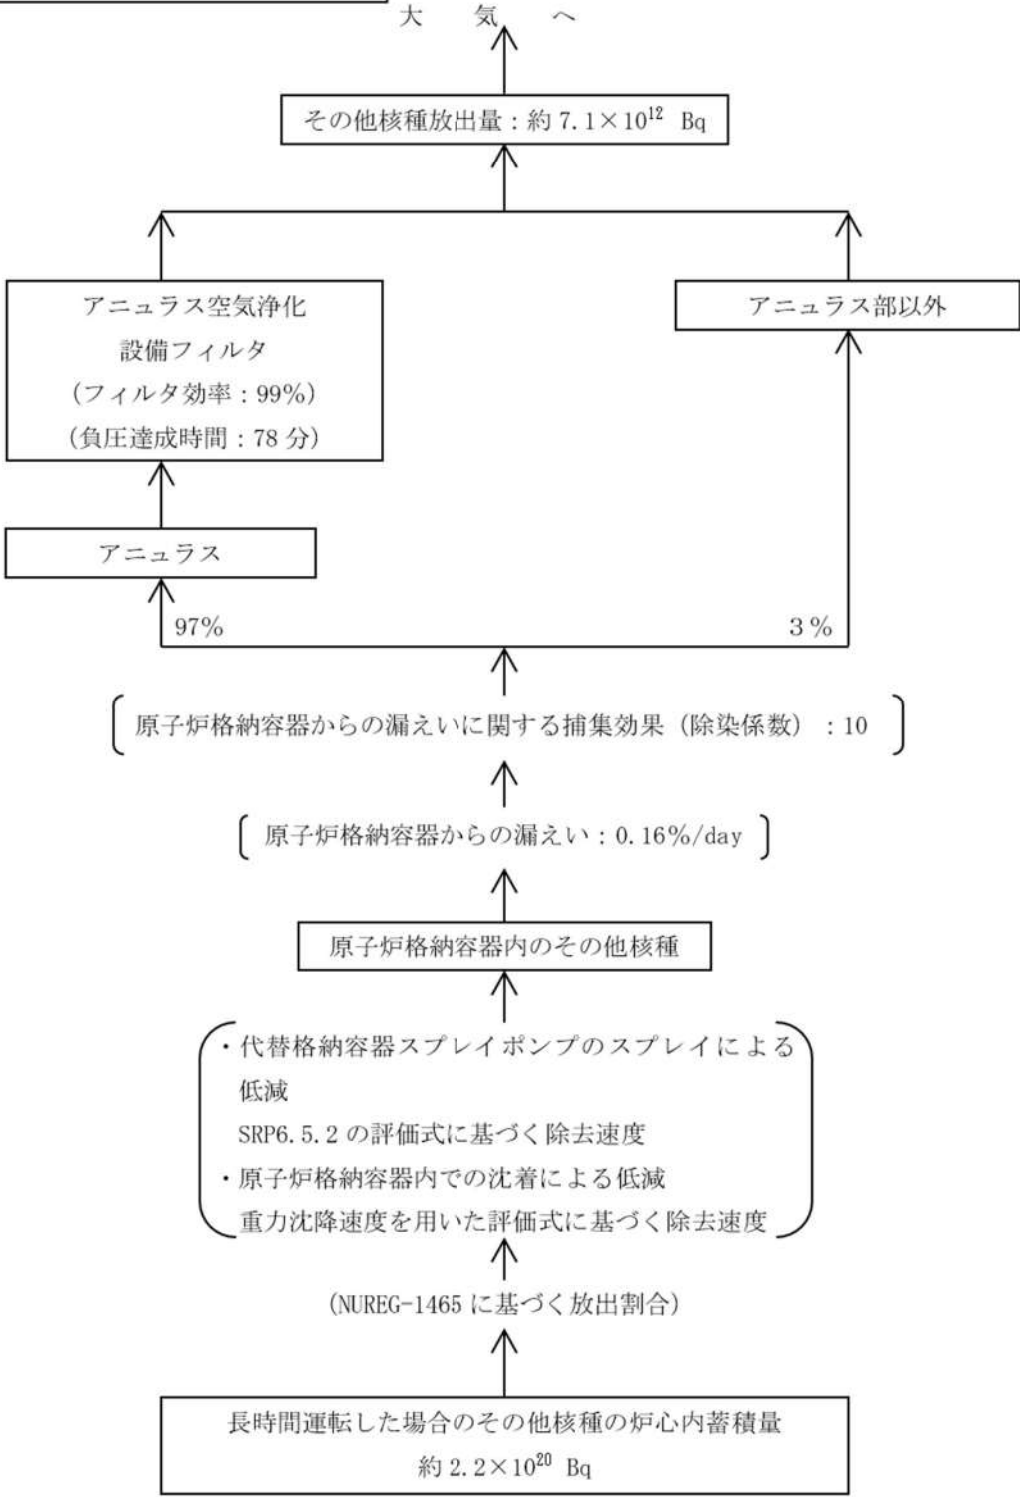 大　気　へ
その他核種放出量：約 7.1×10¹² Bq
アニュラス空気浄化
設備フィルタ
(フィルタ効率：99%)
(負圧達成時間：78 分)
アニュラス部以外
アニュラス
97%
３%
原子炉格納容器からの漏えいに関する捕集効果（除染係数）：10
原子炉格納容器からの漏えい：0.16%/day
原子炉格納容器内のその他核種
・代替格納容器スプレイポンプのスプレイによる
低減
SRP6.5.2 の評価式に基づく除去速度
・原子炉格納容器内での沈着による低減
重力沈降速度を用いた評価式に基づく除去速度
(NUREG-1465 に基づく放出割合)
長時間運転した場合のその他核種の炉心内蓄積量
約 2.2×10²⁰ Bq